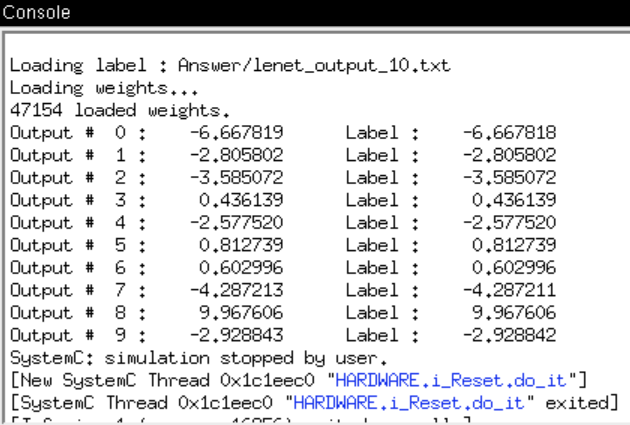 Console
Loading label : Answer/lenet_output_10.txt
Loading weights...
47154 loaded weights.
Output #  0 :     -6.667819      Label :     -6.667818
Output #  1 :     -2.805802      Label :     -2.805802
Output #  2 :     -3.585072      Label :     -3.585072
Output #  3 :      0.436139      Label :      0.436139
Output #  4 :     -2.577520      Label :     -2.577520
Output #  5 :      0.812739      Label :      0.812739
Output #  6 :      0.602996      Label :      0.602996
Output #  7 :     -4.287213      Label :     -4.287211
Output #  8 :      9.967606      Label :      9.967606
Output #  9 :     -2.928843      Label :     -2.928842
SystemC: simulation stopped by user.
[New SystemC Thread 0x1c1eec0 "HARDWARE.i_Reset.do_it"]
[SystemC Thread 0x1c1eec0 "HARDWARE.i_Reset.do_it" exited]